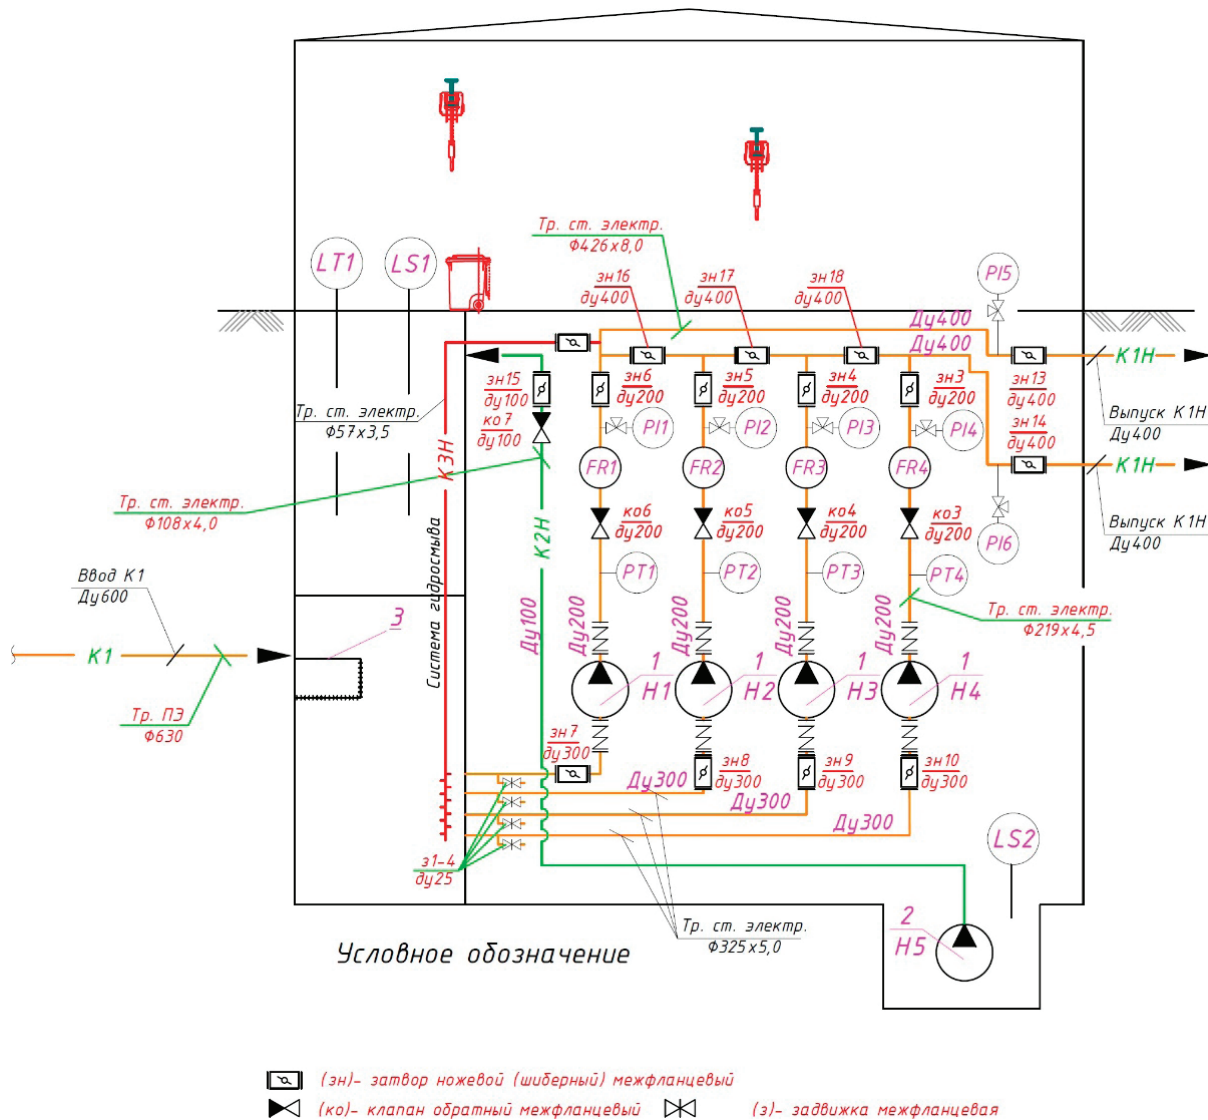 Тр. ст. электр.
Ф426х8,0
LT1
LS1
зн16
ду400
зн17
ду400
зн18
ду400
PI5
Ду400
Ду400
К1Н
зн15
ду100
зн6
ду200
зн5
ду200
зн4
ду200
зн3
ду200
зн13
ду400
Тр. ст. электр.
Ф57х3,5
ко7
ду100
PI1
PI2
PI3
PI4
зн14
ду400
Выпуск К1Н
Ду400
К3Н
FR1
FR2
FR3
FR4
К1Н
Тр. ст. электр.
Ф108х4,0
ко6
ду200
ко5
ду200
ко4
ду200
ко3
ду200
Выпуск К1Н
Ду400
К2Н
PI6
Ввод К1
Ду600
PT1
PT2
PT3
PT4
Система гидросмыва
3
Ду100
Ду200
Ду200
Ду200
Ду200
Тр. ст. электр.
Ф219х4,5
К1
1
Н1
1
Н2
1
Н3
1
Н4
Тр. ПЭ
Ф630
зн7
ду300
зн8
ду300
зн9
ду300
зн10
ду300
Ду300
Ду300
Ду300
з1-4
ду25
LS2
2
Н5
Тр. ст. электр.
Ф325х5,0
Условное обозначение
(зн)- затвор ножевой (шиберный) межфланцевый
(ко)- клапан обратный межфланцевый
(з)- задвижка межфланцевая